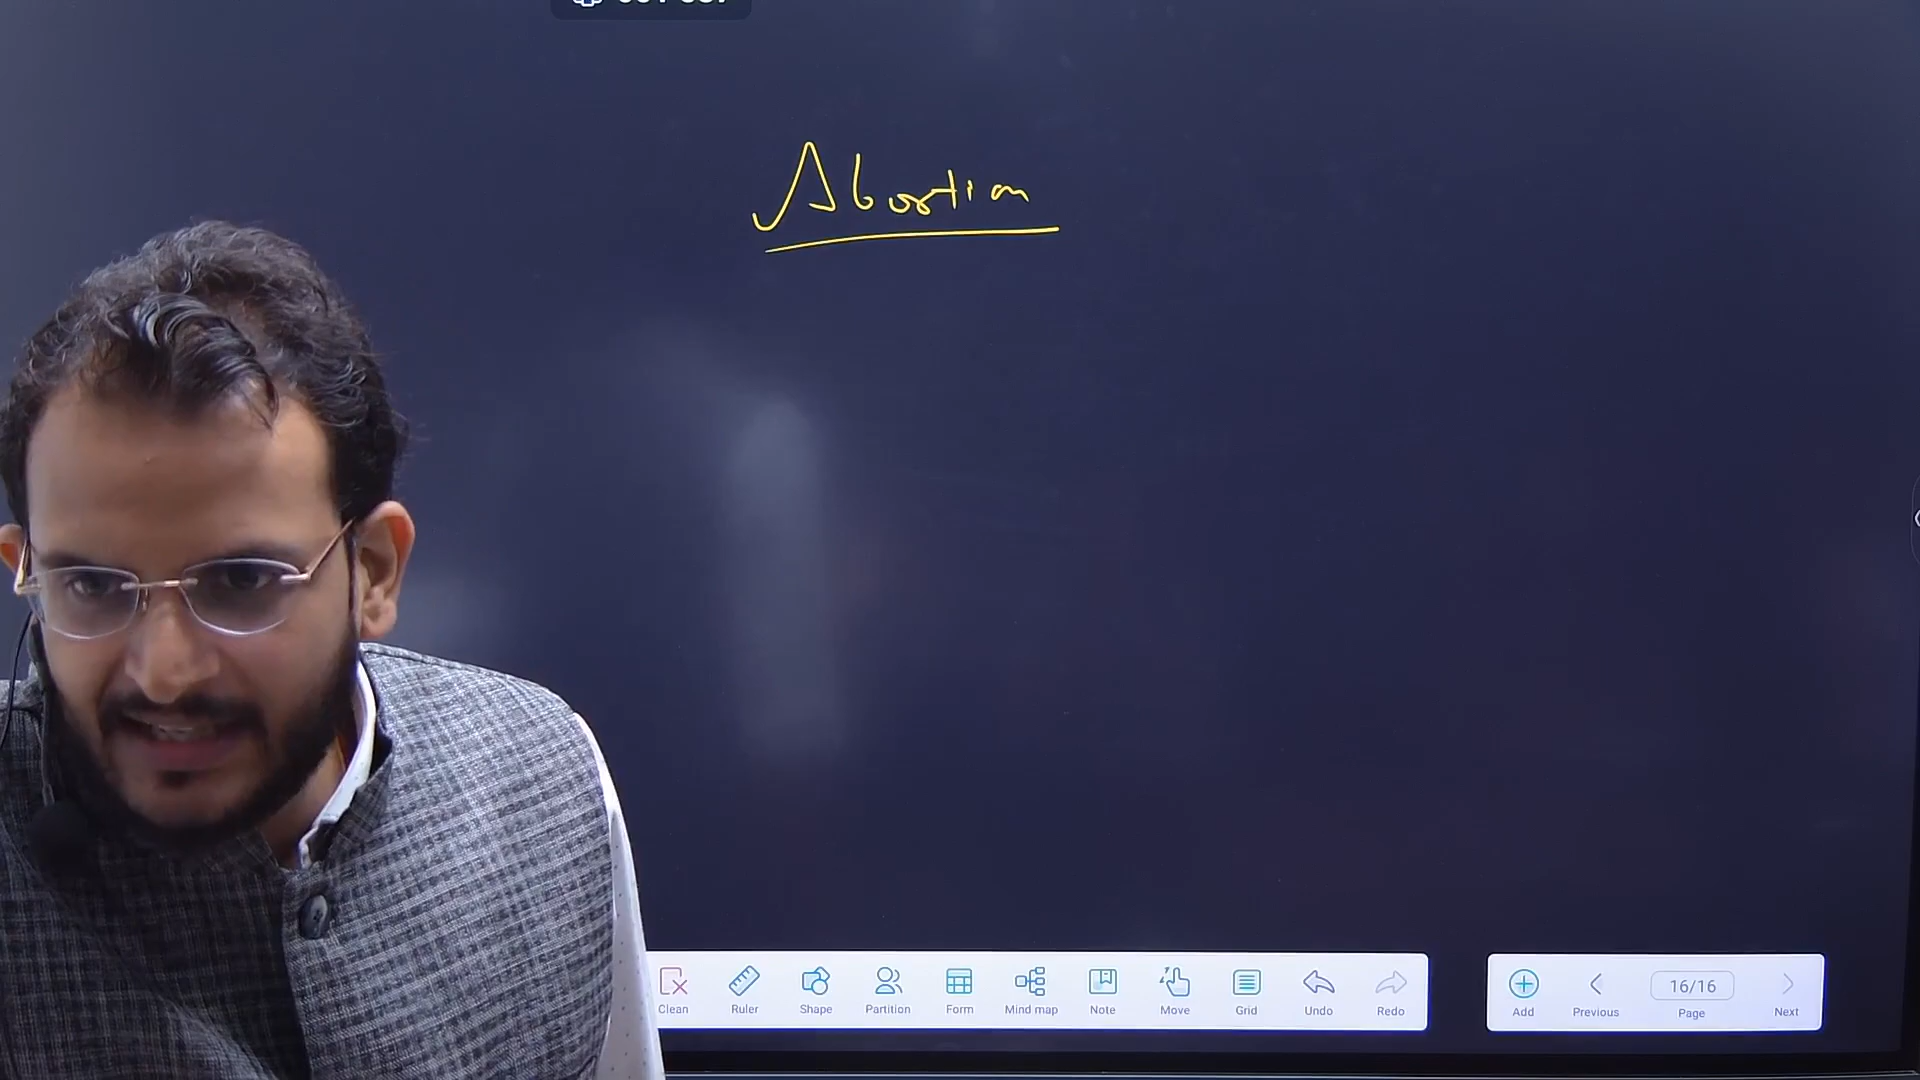 Abortion
Clean Ruler Shape Partition Form Mind map Note Move Grid Undo Redo
Add Previous 16/16 Page Next